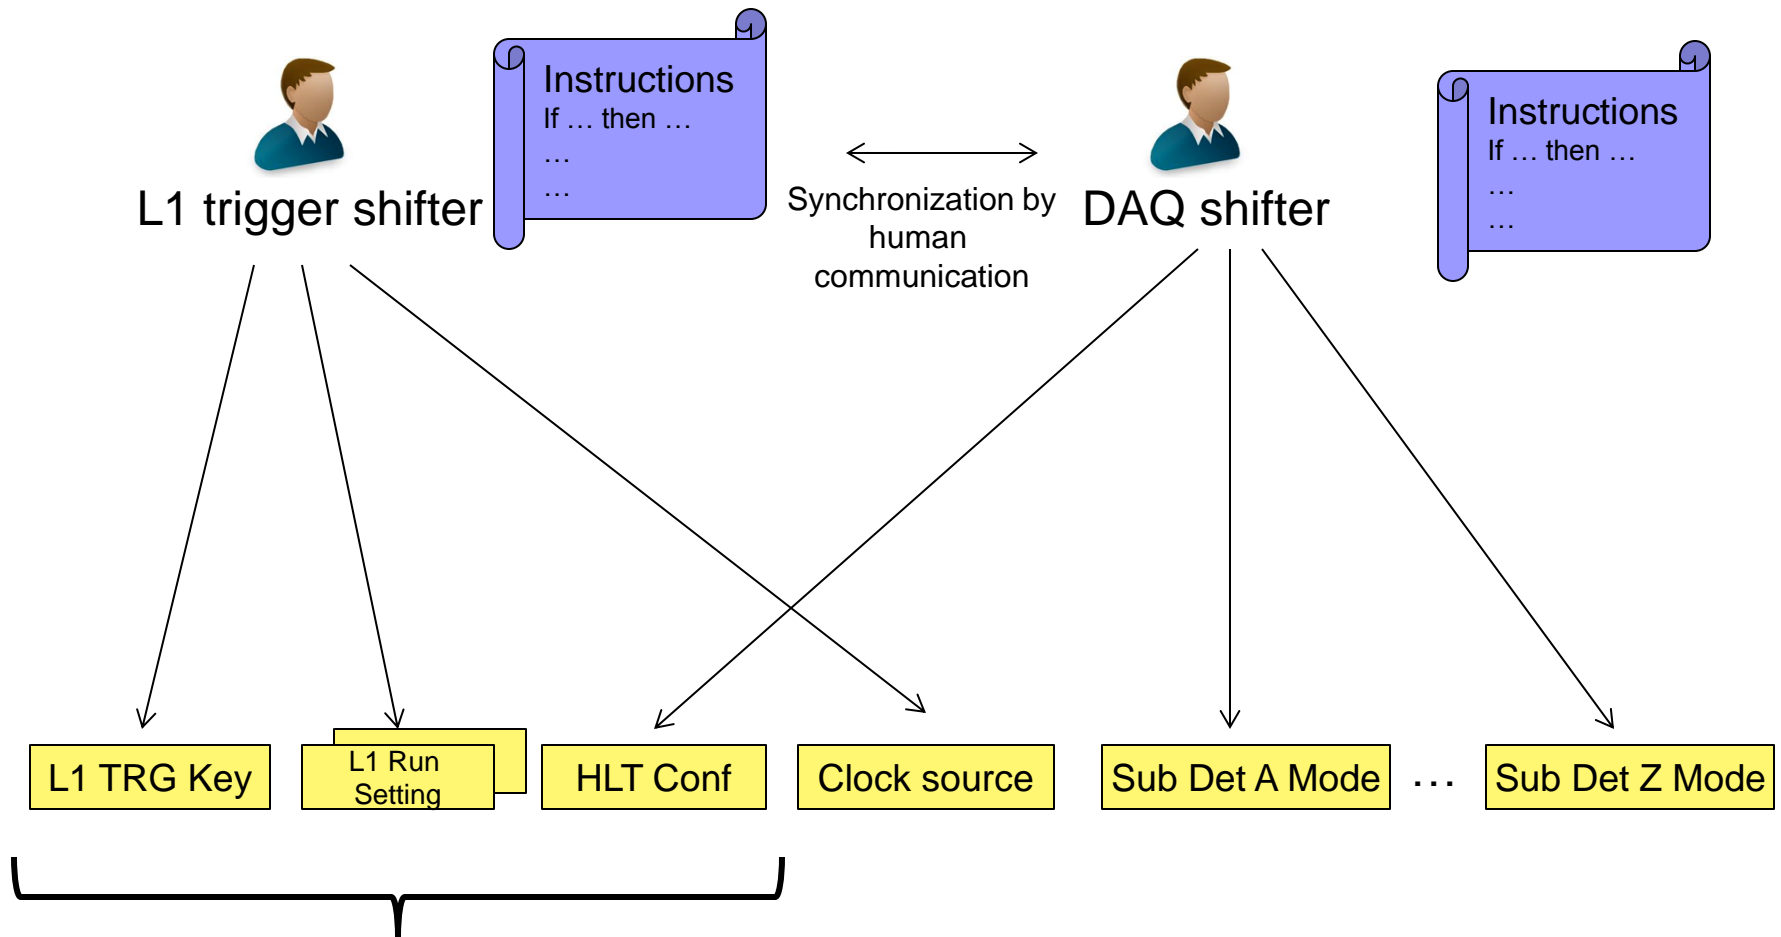 Instructions
If … then …
…
…
L1 trigger shifter
Synchronization by
human
communication
DAQ shifter
Instructions
If … then …
…
…
L1 TRG Key
L1 Run
Setting
HLT Conf
Clock source
Sub Det A Mode
…
Sub Det Z Mode